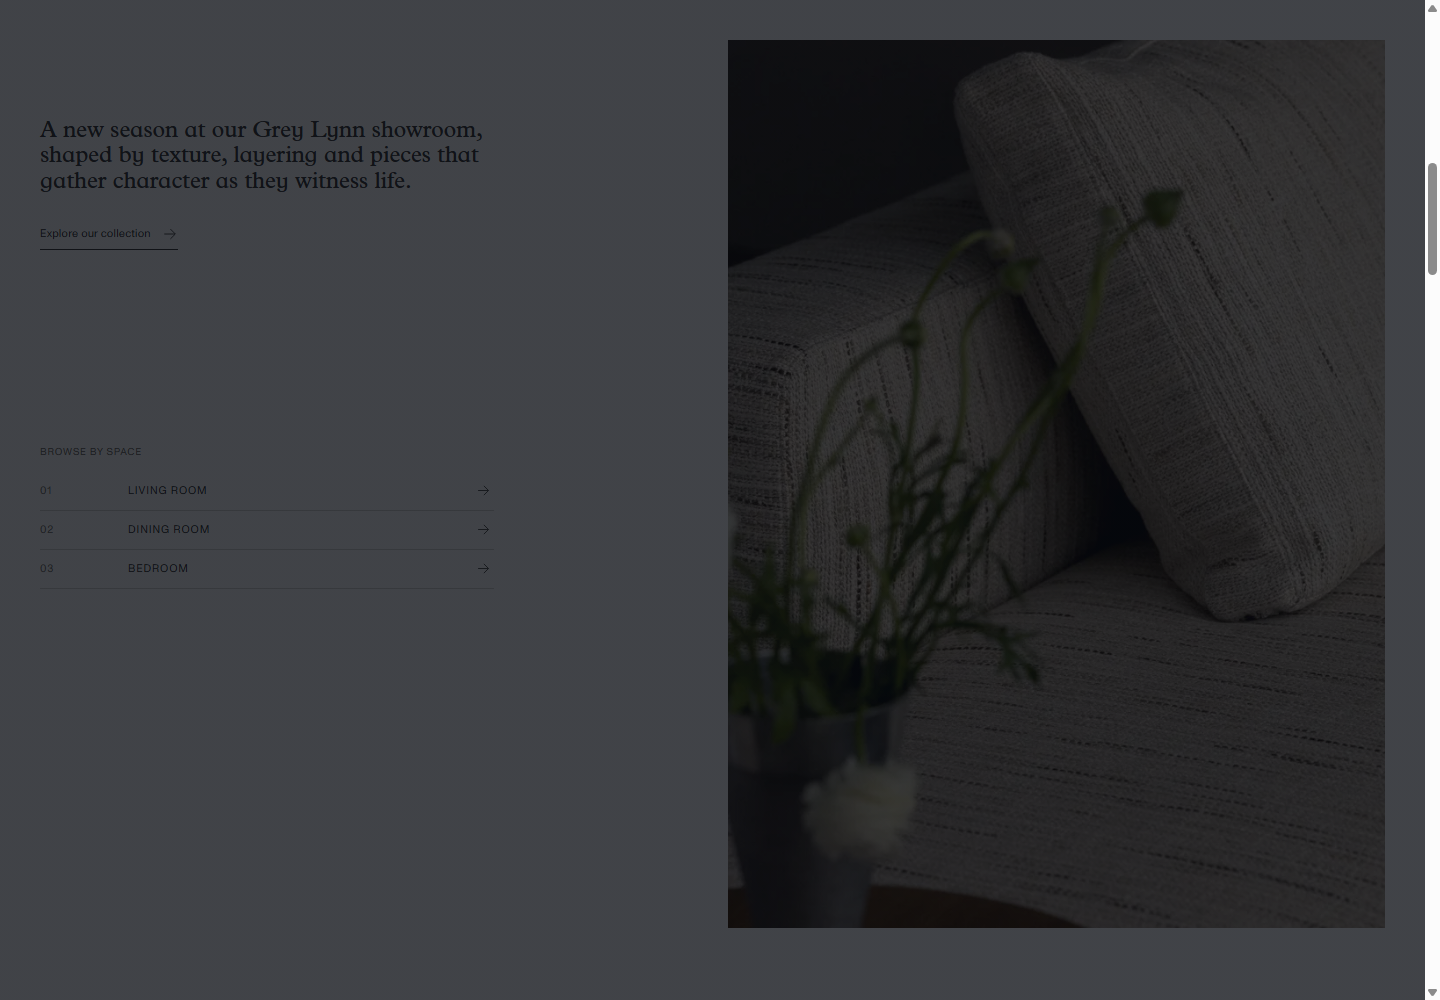 A new season at our Grey Lynn showroom,
shaped by texture, layering and pieces that
gather character as they witness life.
Explore our collection
BROWSE BY SPACE
01 LIVING ROOM
02 DINING ROOM
03 BEDROOM